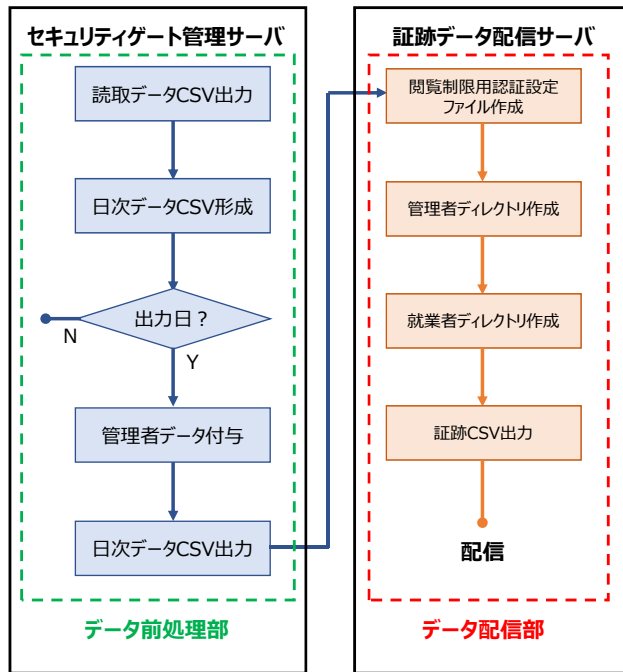 セキュリティゲート管理サーバ
読取データCSV出力
日次データCSV形成
出力日？
N
Y
管理者データ付与
日次データCSV出力
データ前処理部
証跡データ配信サーバ
閲覧制限用認証設定
ファイル作成
管理者ディレクトリ作成
就業者ディレクトリ作成
証跡CSV出力
配信
データ配信部